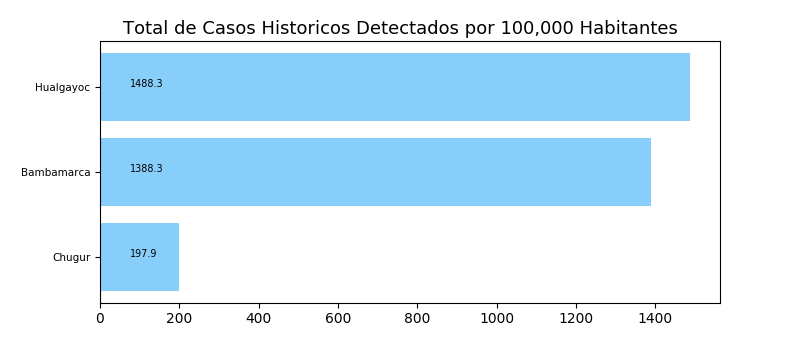 Total de Casos Historicos Detectados por 100,000 Habitantes
Hualgayoc 1488.3
Bambamarca 1388.3
Chugur 197.9
0 200 400 600 800 1000 1200 1400